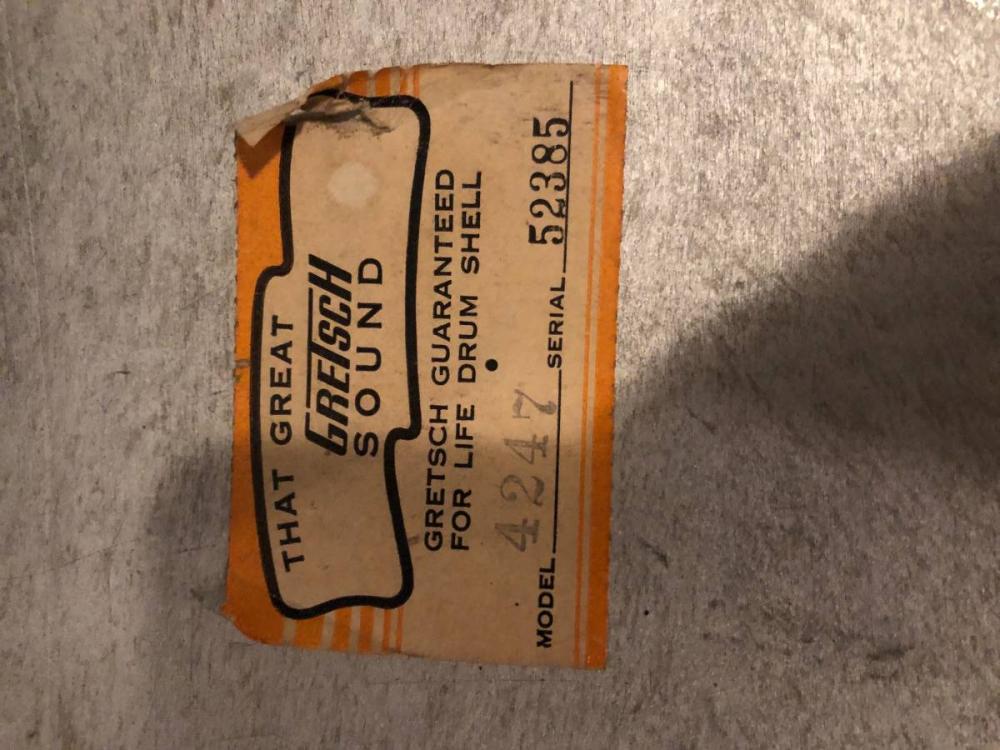 THAT GREAT
GRETSCH
SOUND
GRETSCH GUARANTEED
FOR LIFE DRUM SHELL
MODEL 4247 SERIAL 52385